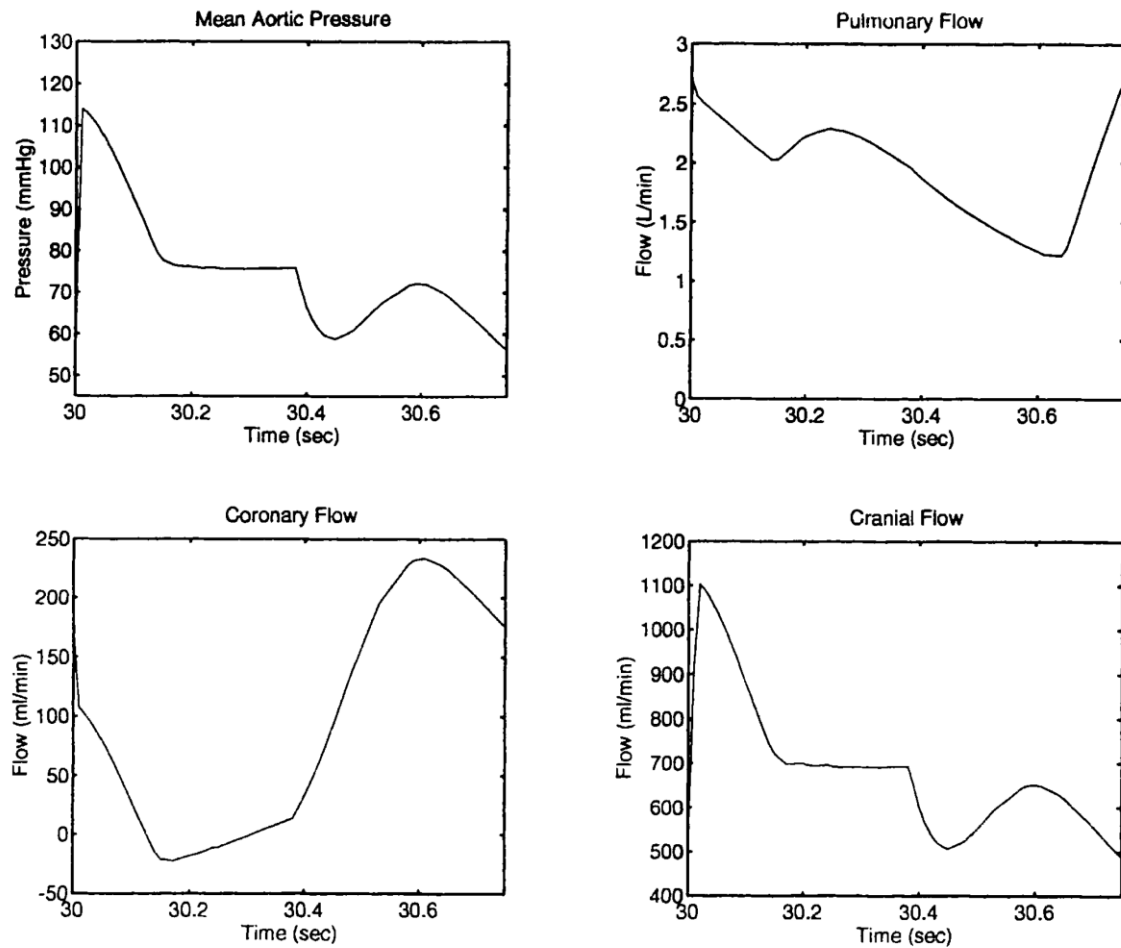 Mean Aortic Pressure
130
120
110
100
90
80
70
60
50
Pressure (mmHg)
30 30.2 30.4 30.6
Time (sec)
Pulmonary Flow
3
2.5
2
1.5
1
0.5
0
Flow (L/min)
30 30.2 30.4 30.6
Time (sec)
Coronary Flow
250
200
150
100
50
0
-50
Flow (ml/min)
30 30.2 30.4 30.6
Time (sec)
Cranial Flow
1200
1100
1000
900
800
700
600
500
400
Flow (ml/min)
30 30.2 30.4 30.6
Time (sec)